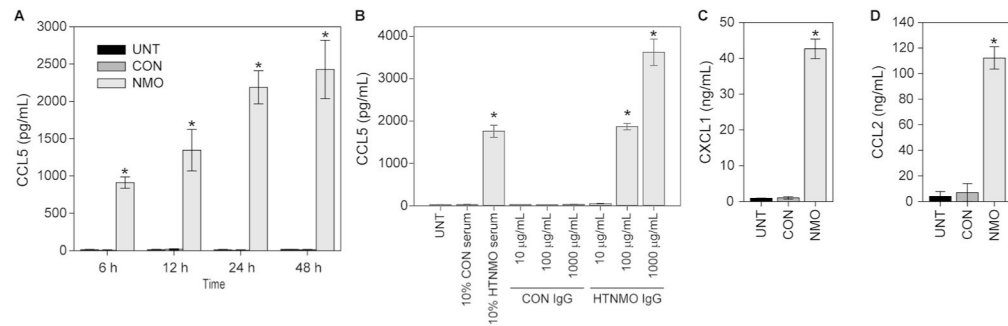 A
CCL5 (pg/mL)
3000
2500
2000
1500
1000
500
0
UNT
CON
NMO
*
*
*
*
6 h
12 h
24 h
48 h
Time
B
CCL5 (pg/mL)
4000
3000
2000
1000
0
*
*
*
UNT
10% CON serum
10% HTNMO serum
10 µg/mL
100 µg/mL
1000 µg/mL
10 µg/mL
100 µg/mL
1000 µg/mL
CON IgG
HTNMO IgG
C
CXCL1 (ng/mL)
50
40
30
20
10
0
*
UNT
CON
NMO
D
CCL2 (ng/mL)
140
120
100
80
60
40
20
0
*
UNT
CON
NMO